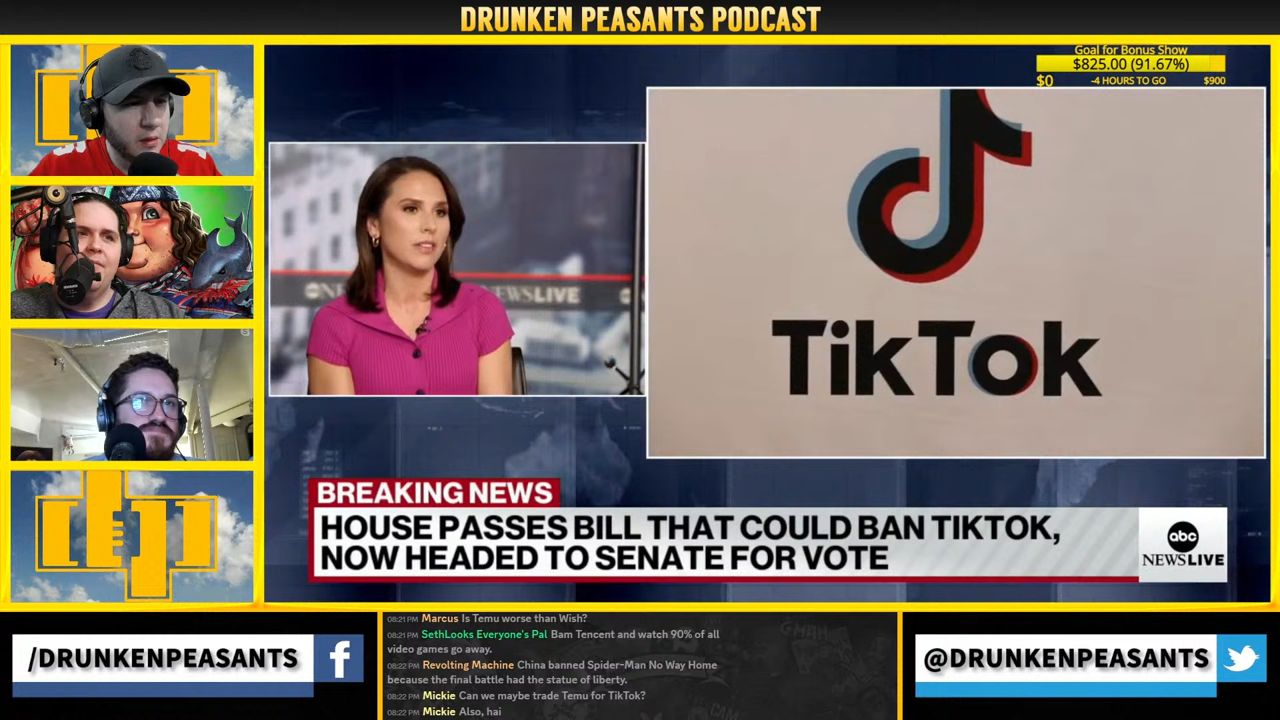 DRUNKEN PEASANTS PODCAST
Goal for Bonus Show
$825.00 (91.67%)
$0
-4 HOURS TO GO
$900
NEWSLIVE
TikTok
BREAKING NEWS
HOUSE PASSES BILL THAT COULD BAN TIKTOK,
NOW HEADED TO SENATE FOR VOTE
abc
NEWSLIVE
/DRUNKENPEASANTS
08:21 PM Marcus Is Temu worse than Wish?
08:21 PM SethLooks Everyone's Pal Bam Tencent and watch 90% of all
video games go away.
08:22 PM Revolting Machine China banned Spider-Man No Way Home
because the final battle had the statue of liberty.
08:22 PM Mickie Can we maybe trade Temu for TikTok?
08:22 PM Mickie Also, hai
@DRUNKENPEASANTS